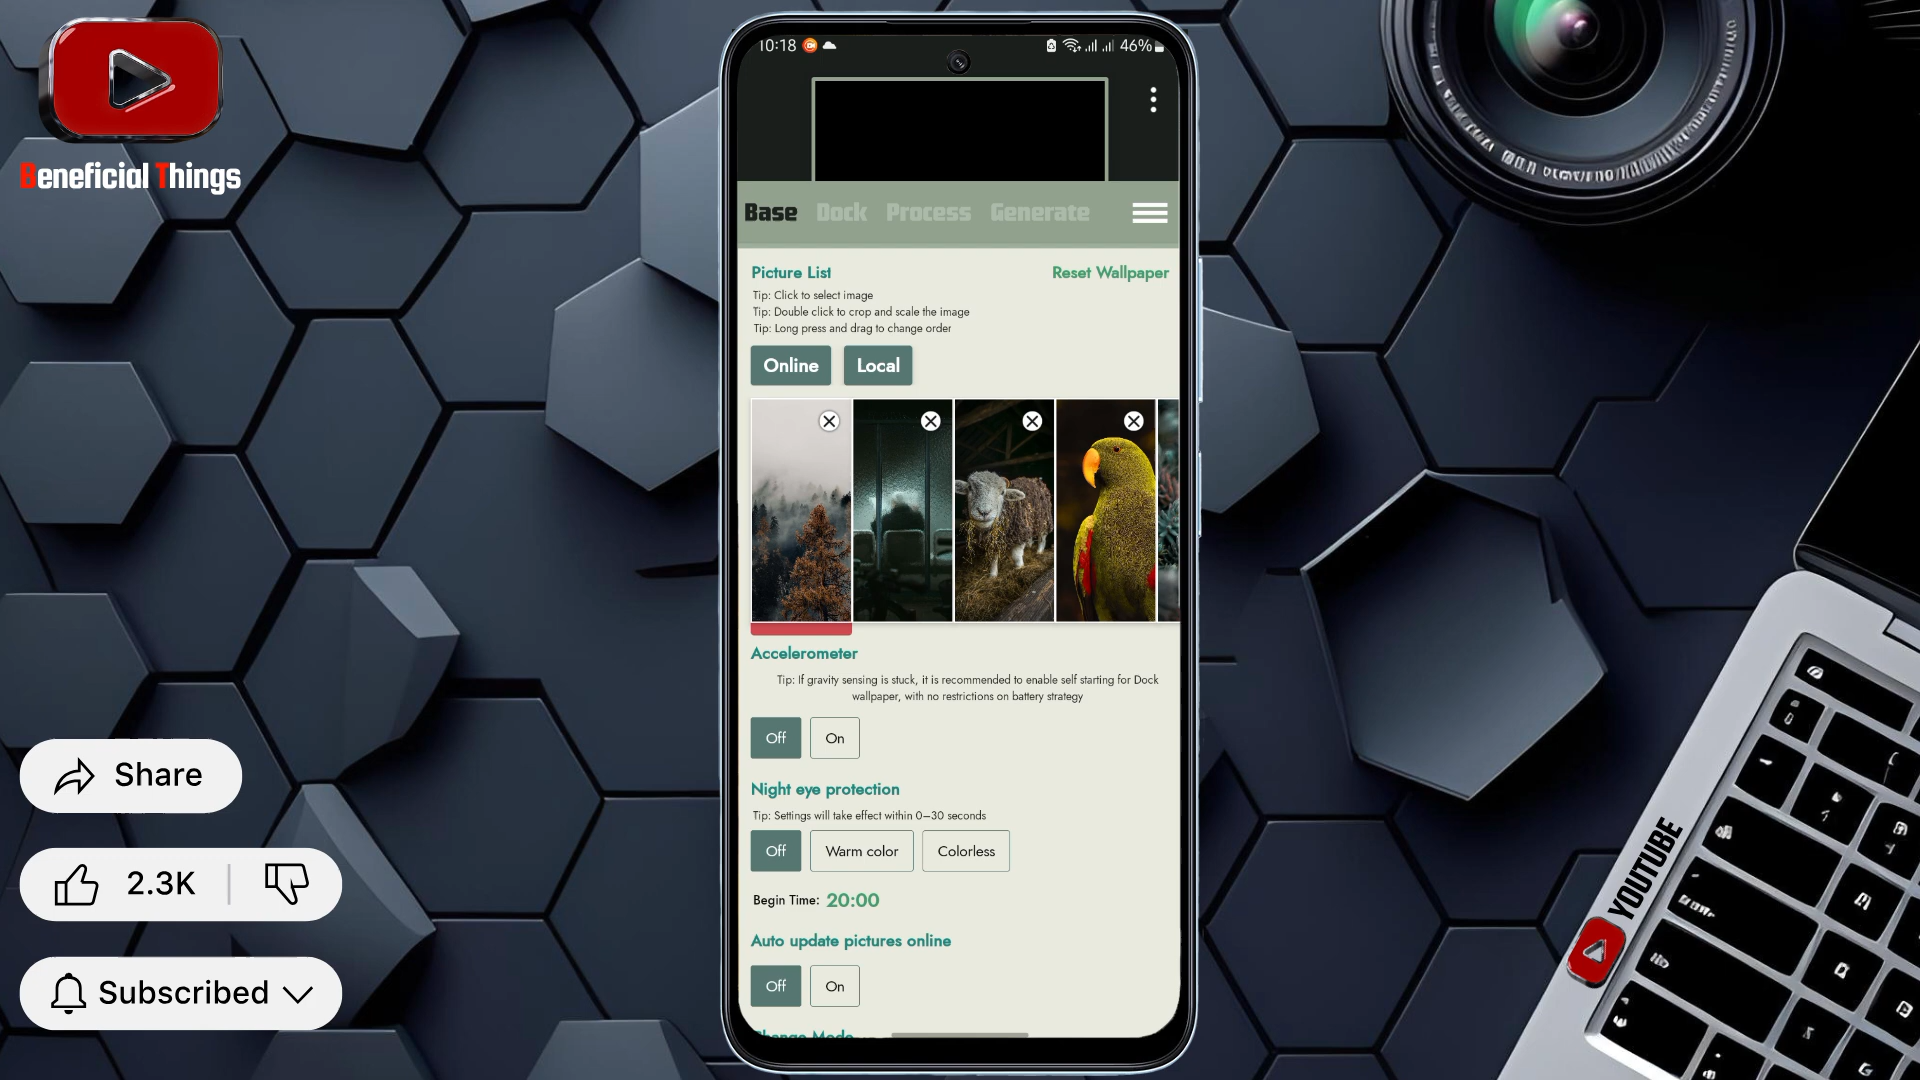 Beneficial Things
Share
2.3K
Subscribed
10:18
46%
Base Dock Process Generate
Picture List
Reset Wallpaper
Tip: Click to select image
Tip: Double click to crop and scale the image
Tip: Long press and drag to change order
Online Local
Accelerometer
Tip: If gravity sensing is stuck, it is recommended to enable self starting for Dock
wallpaper, with no restrictions on battery strategy
Off On
Night eye protection
Tip: Settings will take effect within 0–30 seconds
Off Warm color Colorless
Begin Time: 20:00
Auto update pictures online
Off On
Change Mode
YOUTUBE